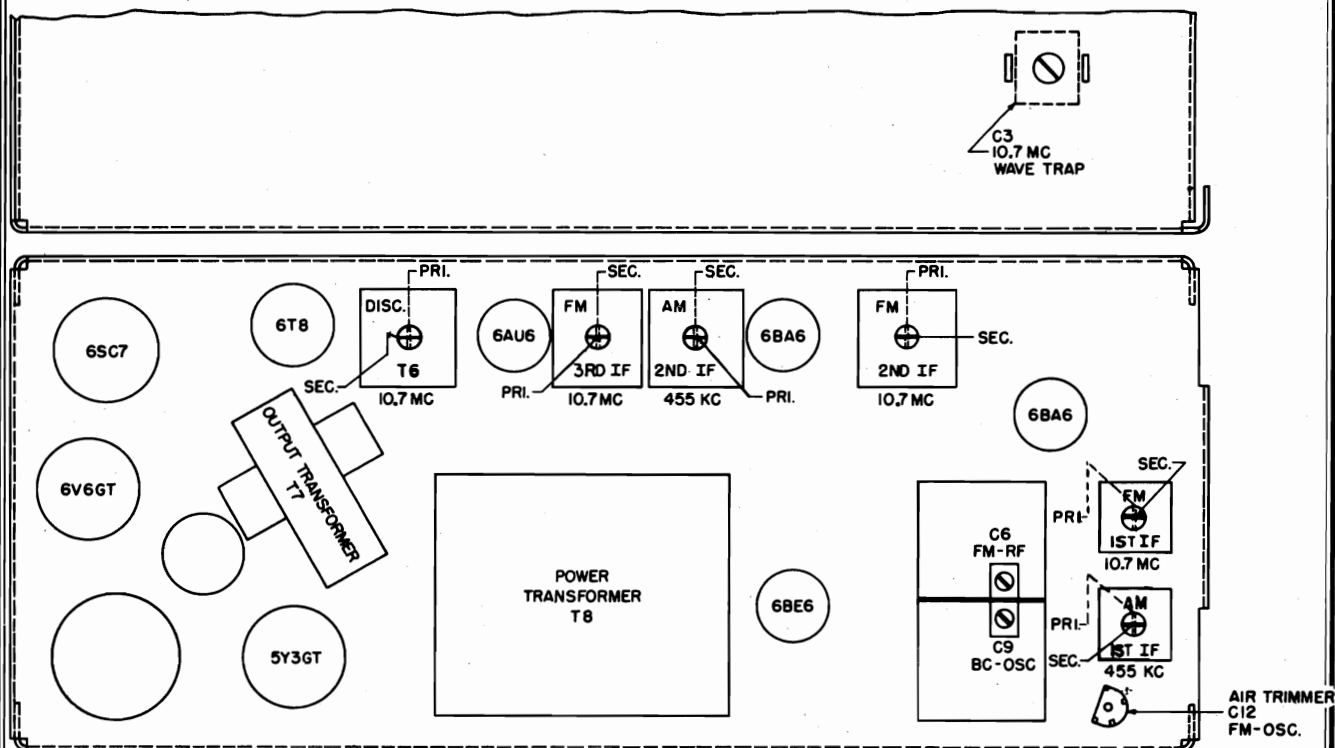 C3
10.7 MC
WAVE TRAP
PRI.
SEC.
SEC.
PRI.
6SC7
6T8
DISC.
T6
SEC.
10.7 MC
6AU6
FM
3RD IF
PRI.
10.7 MC
AM
2ND IF
455 KC
PRI.
6BA6
FM
2ND IF
10.7 MC
SEC.
6BA6
OUTPUT TRANSFORMER
T7
6V6GT
5Y3GT
POWER
TRANSFORMER
T8
6BE6
C6
FM-RF
C9
BC-OSC
SEC.
PRI.
FM
1ST IF
10.7 MC
PRI.
AM
SEC.
1ST IF
455 KC
AIR TRIMMER
C12
FM-OSC.